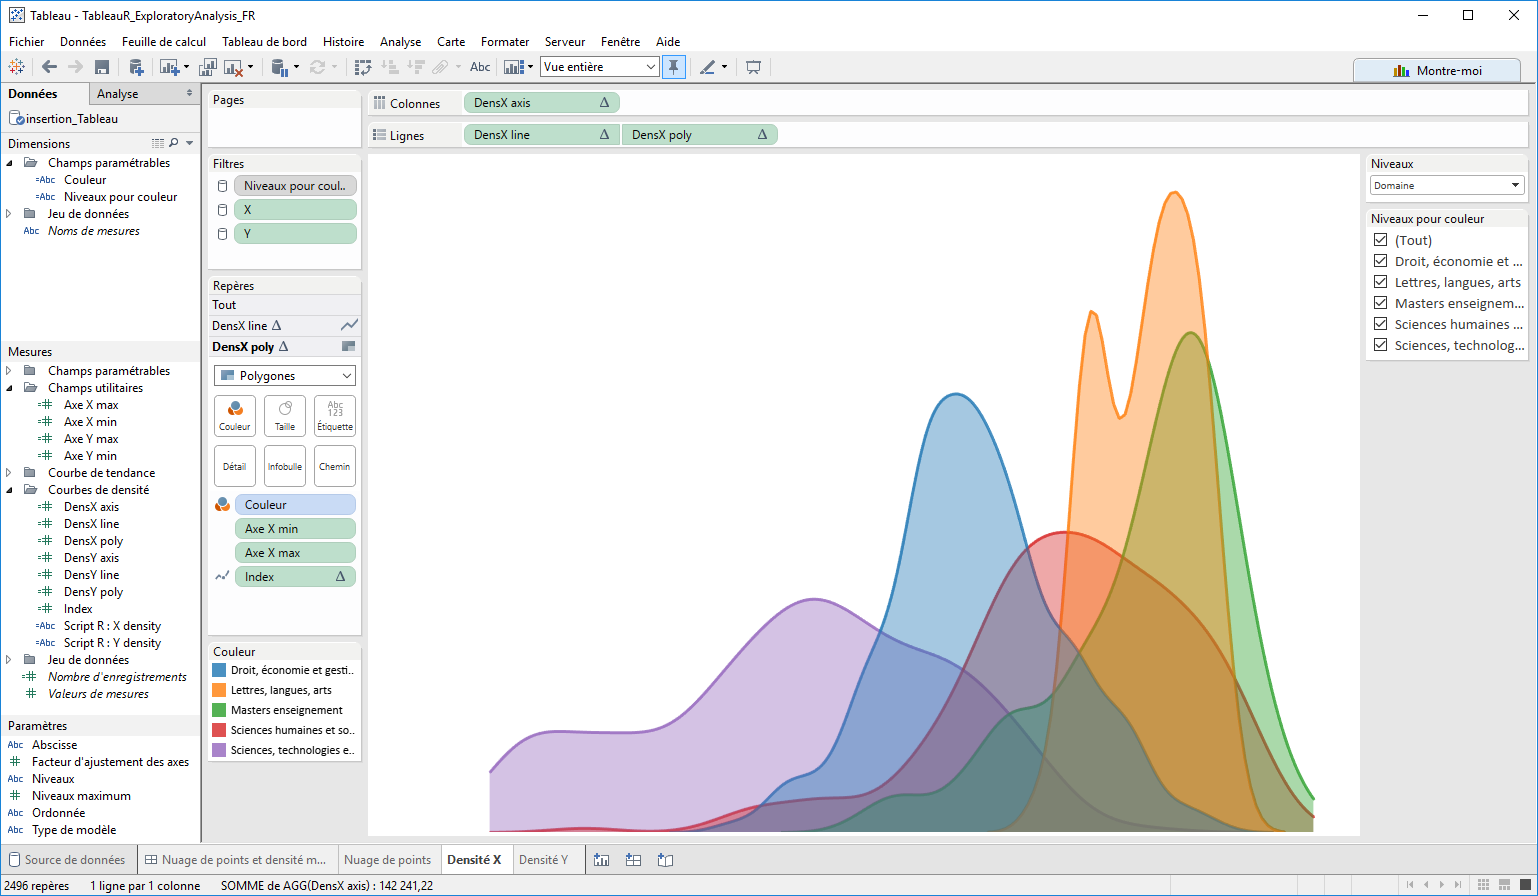 Tableau - TableauR_ExploratoryAnalysis_FR
Fichier Données Feuille de calcul Tableau de bord Histoire Analyse Carte Formater Serveur Fenêtre Aide
Abc Vue entière Montre-moi
Données Analyse
insertion_Tableau
Dimensions
Champs paramétrables
=Abc Couleur
=Abc Niveaux pour couleur
Jeu de données
Abc Noms de mesures
Mesures
Champs paramétrables
Champs utilitaires
=# Axe X max
=# Axe X min
=# Axe Y max
=# Axe Y min
Courbe de tendance
Courbes de densité
=# DensX axis
=# DensX line
=# DensX poly
=# DensY axis
=# DensY line
=# DensY poly
=# Index
=Abc Script R : X density
=Abc Script R : Y density
Jeu de données
=# Nombre d'enregistrements
# Valeurs de mesures
Paramètres
Abc Abscisse
# Facteur d'ajustement des axes
Abc Niveaux
# Niveaux maximum
Abc Ordonnée
Abc Type de modèle
Pages
Filtres
Niveaux pour coul..
X
Y
Repères
Tout
DensX line Δ
DensX poly Δ
Polygones
Couleur Taille Abc 123 Étiquette
Détail Infobulle Chemin
Couleur
Axe X min
Axe X max
Index Δ
Couleur
Droit, économie et gesti..
Lettres, langues, arts
Masters enseignement
Sciences humaines et so..
Sciences, technologies e..
Colonnes DensX axis Δ
Lignes DensX line Δ DensX poly Δ
Niveaux
Domaine
Niveaux pour couleur
(Tout)
Droit, économie et ...
Lettres, langues, arts
Masters enseignem...
Sciences humaines ...
Sciences, technolog...
Source de données Nuage de points et densité m... Nuage de points Densité X Densité Y
2496 repères 1 ligne par 1 colonne SOMME de AGG(DensX axis) : 142 241,22